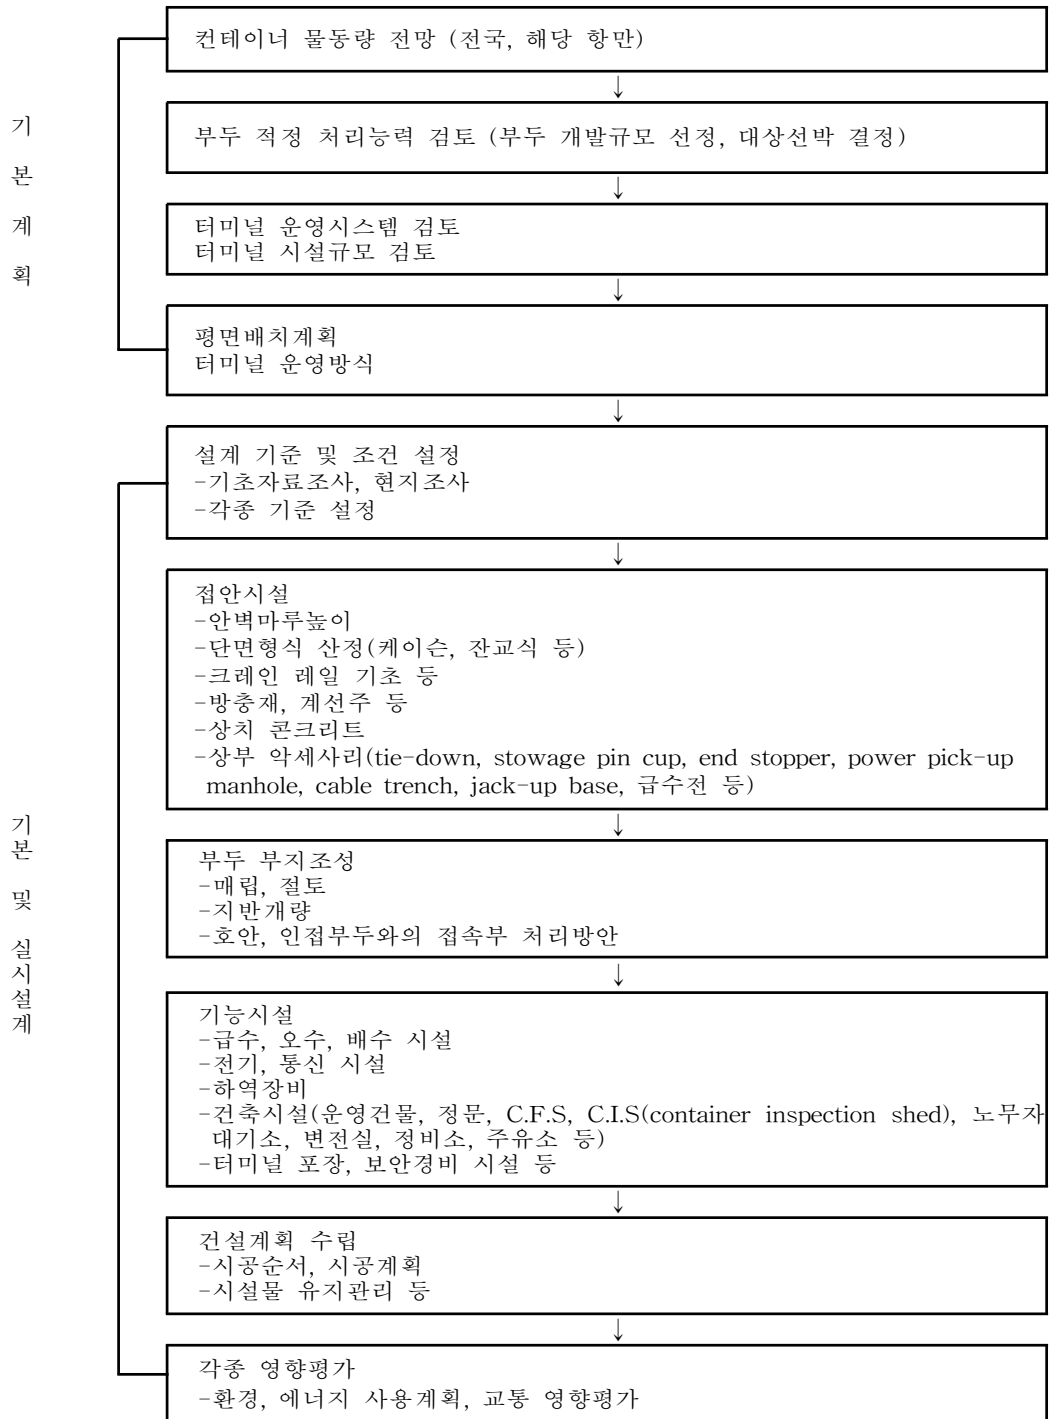 컨테이너 물동량 전망 (전국, 해당 항만)
↓
부두 적정 처리능력 검토 (부두 개발규모 선정, 대상선박 결정)
↓
터미널 운영시스템 검토
터미널 시설규모 검토
↓
평면배치계획
터미널 운영방식
기
본
계
획
↓
설계 기준 및 조건 설정
-기초자료조사, 현지조사
-각종 기준 설정
↓
접안시설
-안벽마루높이
-단면형식 산정(케이슨, 잔교식 등)
-크레인 레일 기초 등
-방충재, 계선주 등
-상치 콘크리트
-상부 악세사리(tie-down, stowage pin cup, end stopper, power pick-up
manhole, cable trench, jack-up base, 급수전 등)
↓
부두 부지조성
-매립, 절토
-지반개량
-호안, 인접부두와의 접속부 처리방안
↓
기능시설
-급수, 오수, 배수 시설
-전기, 통신 시설
-하역장비
-건축시설(운영건물, 정문, C.F.S, C.I.S(container inspection shed), 노무자
대기소, 변전실, 정비소, 주유소 등)
-터미널 포장, 보안경비 시설 등
↓
건설계획 수립
-시공순서, 시공계획
-시설물 유지관리 등
↓
각종 영향평가
-환경, 에너지 사용계획, 교통 영향평가
기
본
및
실
시
설
계